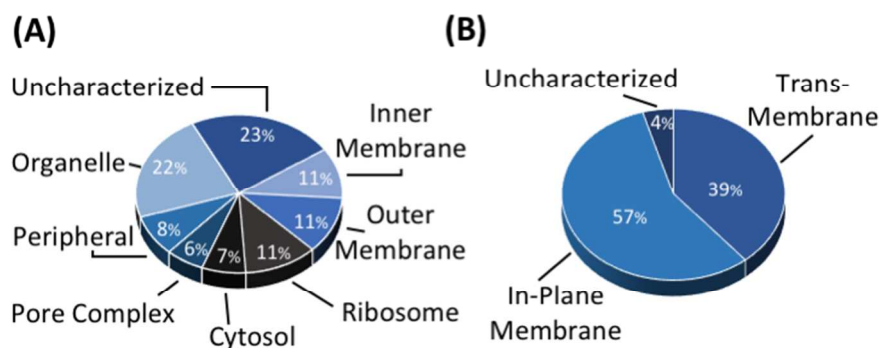 (A)
Uncharacterized
23%
Inner
Membrane
11%
Organelle
22%
Outer
Membrane
11%
Peripheral
8%
6%
7%
11%
Pore Complex
Cytosol
Ribosome
(B)
Uncharacterized
4%
Trans-
Membrane
39%
57%
In-Plane
Membrane